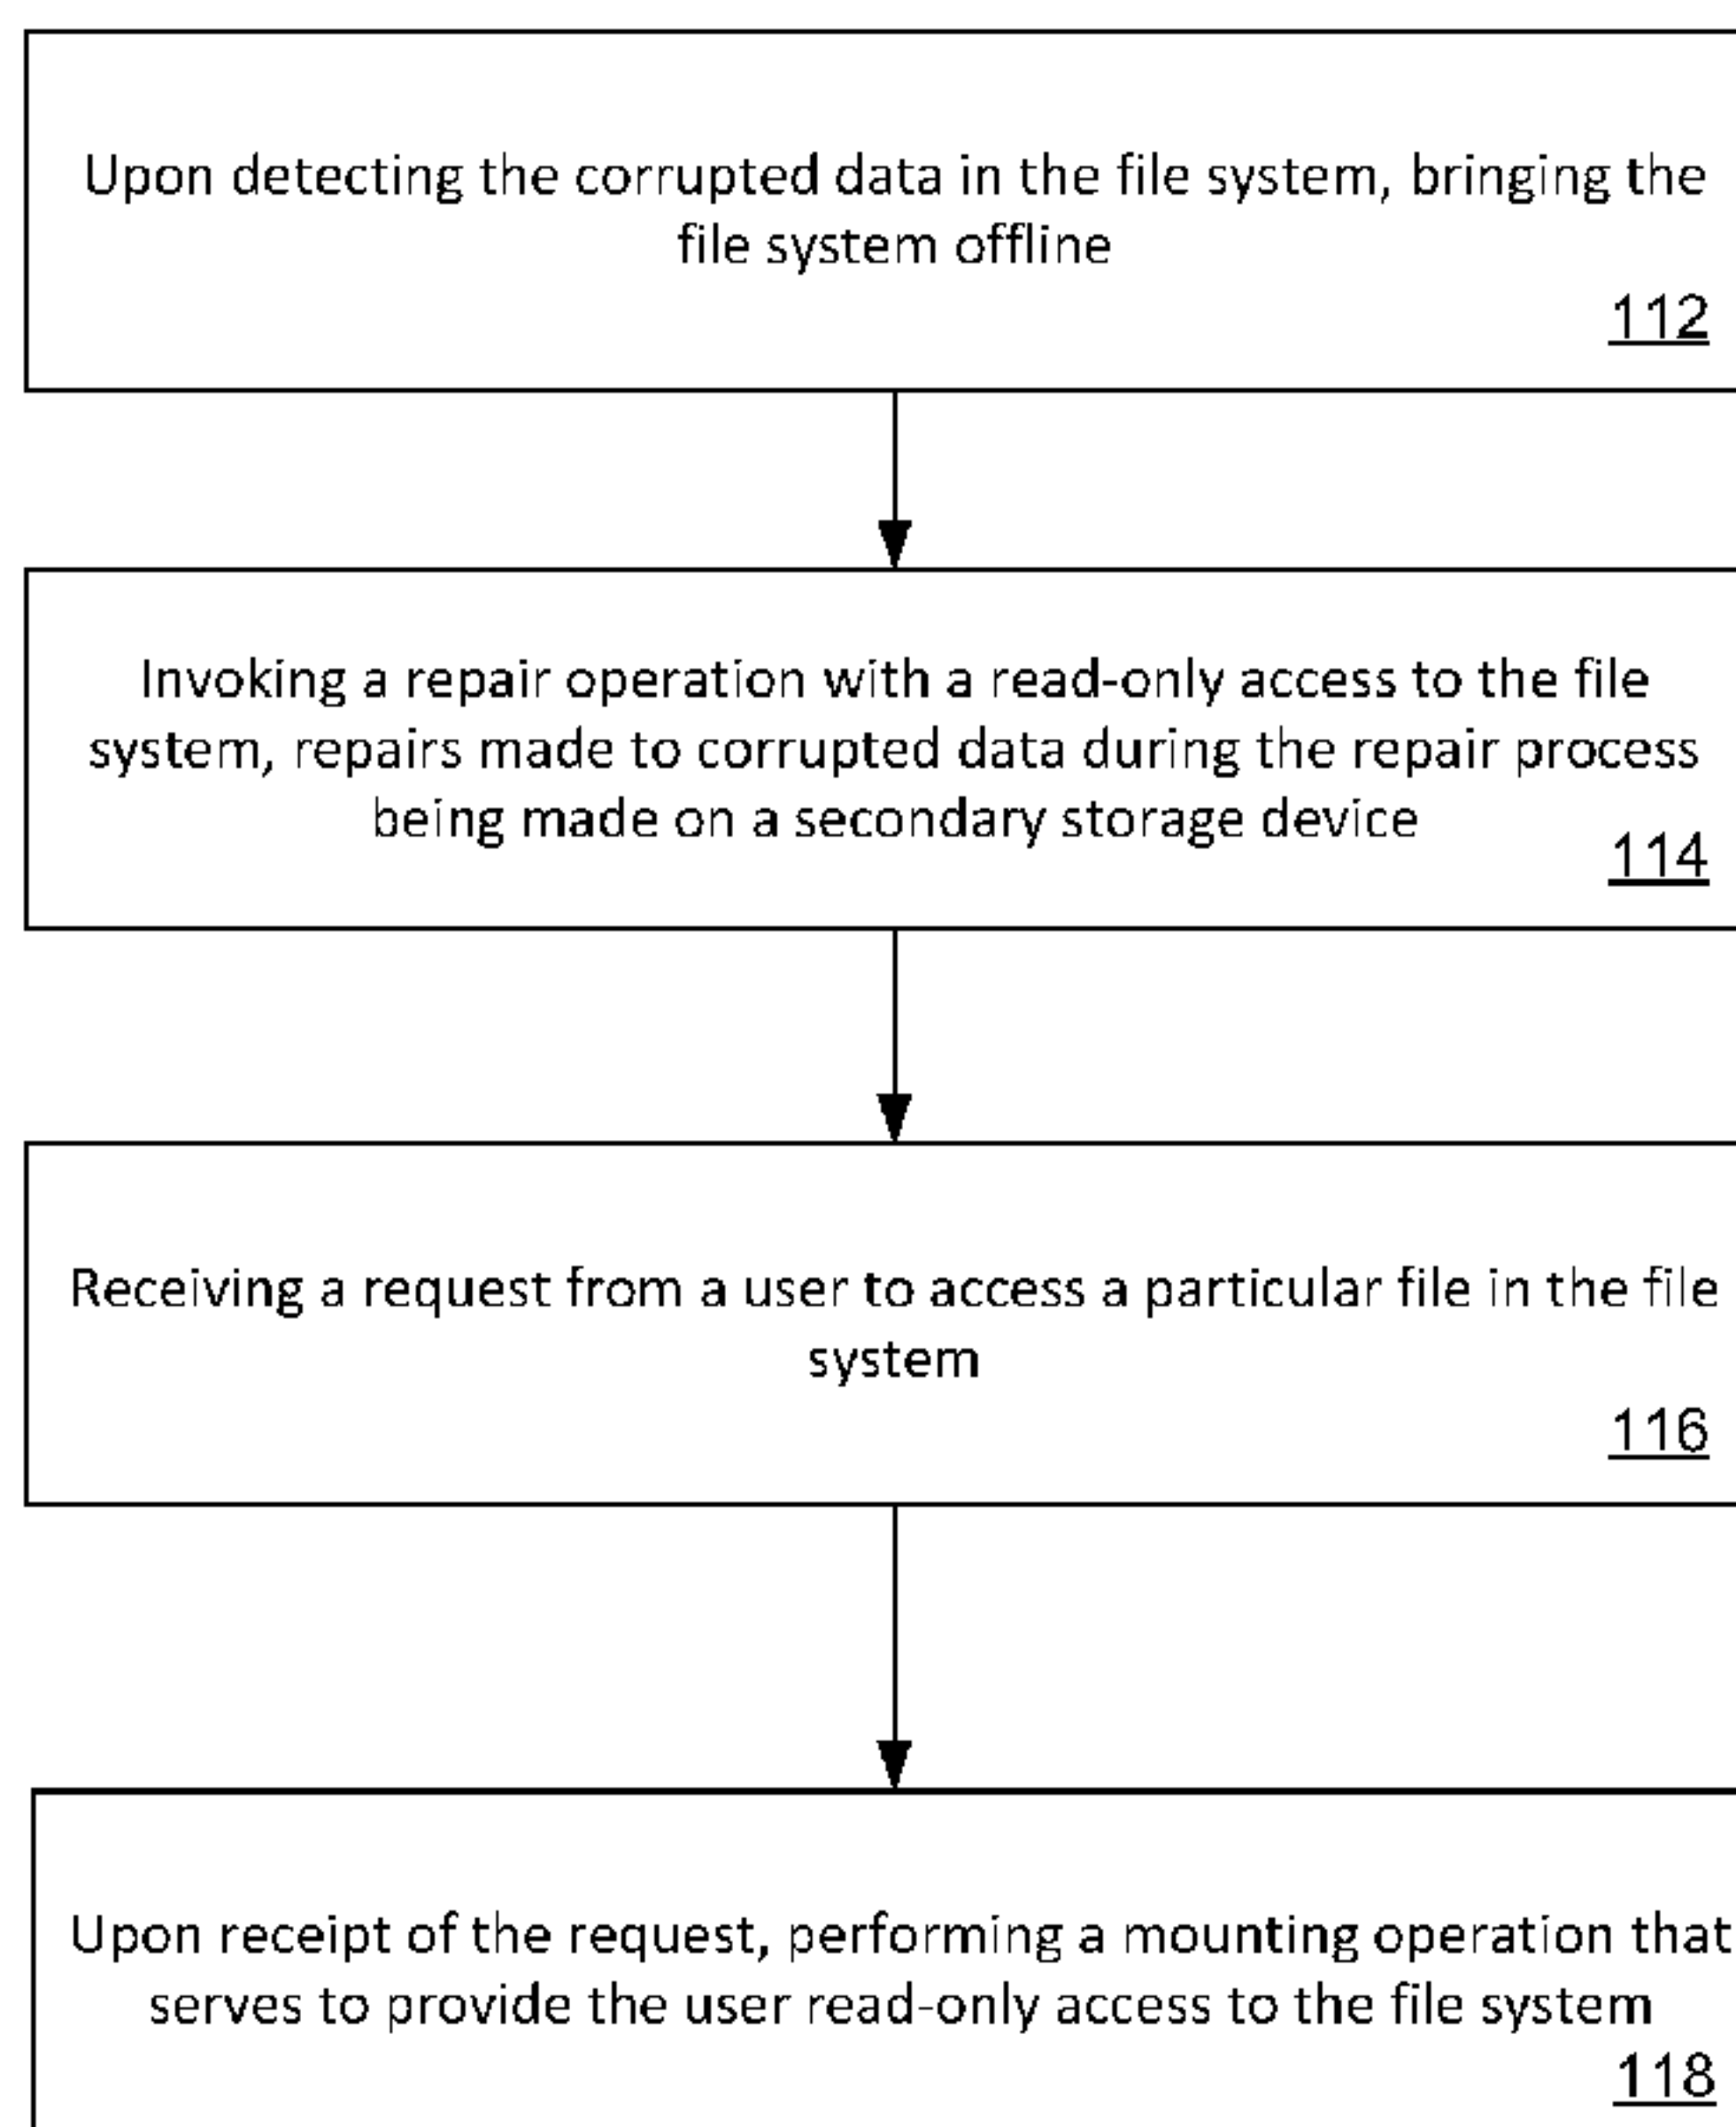 Upon detecting the corrupted data in the file system, bringing the
file system offline
112
Invoking a repair operation with a read-only access to the file
system, repairs made to corrupted data during the repair process
being made on a secondary storage device
114
Receiving a request from a user to access a particular file in the file
system
116
Upon receipt of the request, performing a mounting operation that
serves to provide the user read-only access to the file system
118